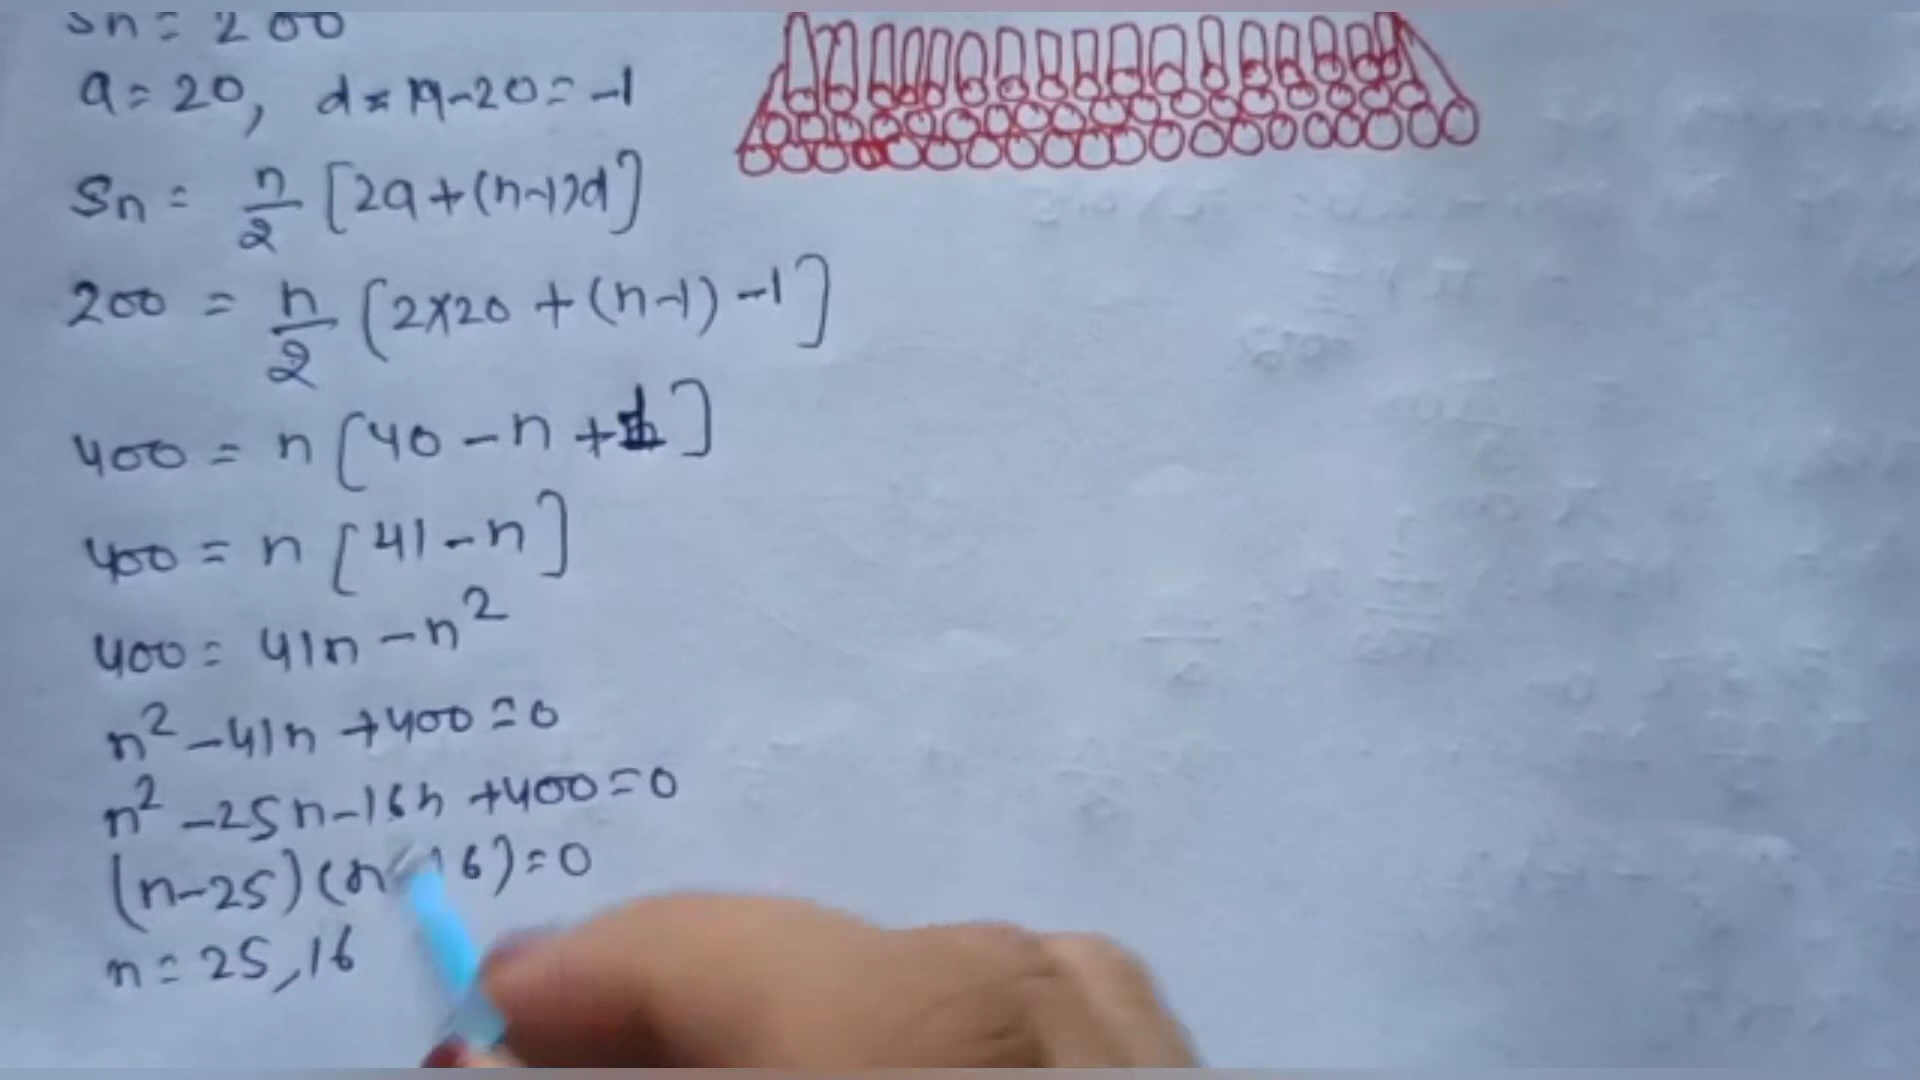 Sn = 200
a = 20, d = 19-20 = -1
Sn = n/2 [2a+(n-1)d]
200 = n/2 [2×20 + (n-1) -1]
400 = n [40 - n + 1]
400 = n [41 - n]
400 = 41n - n²
n² - 41n + 400 = 0
n² - 25n - 16n + 400 = 0
(n-25)(n-16) = 0
n = 25, 16